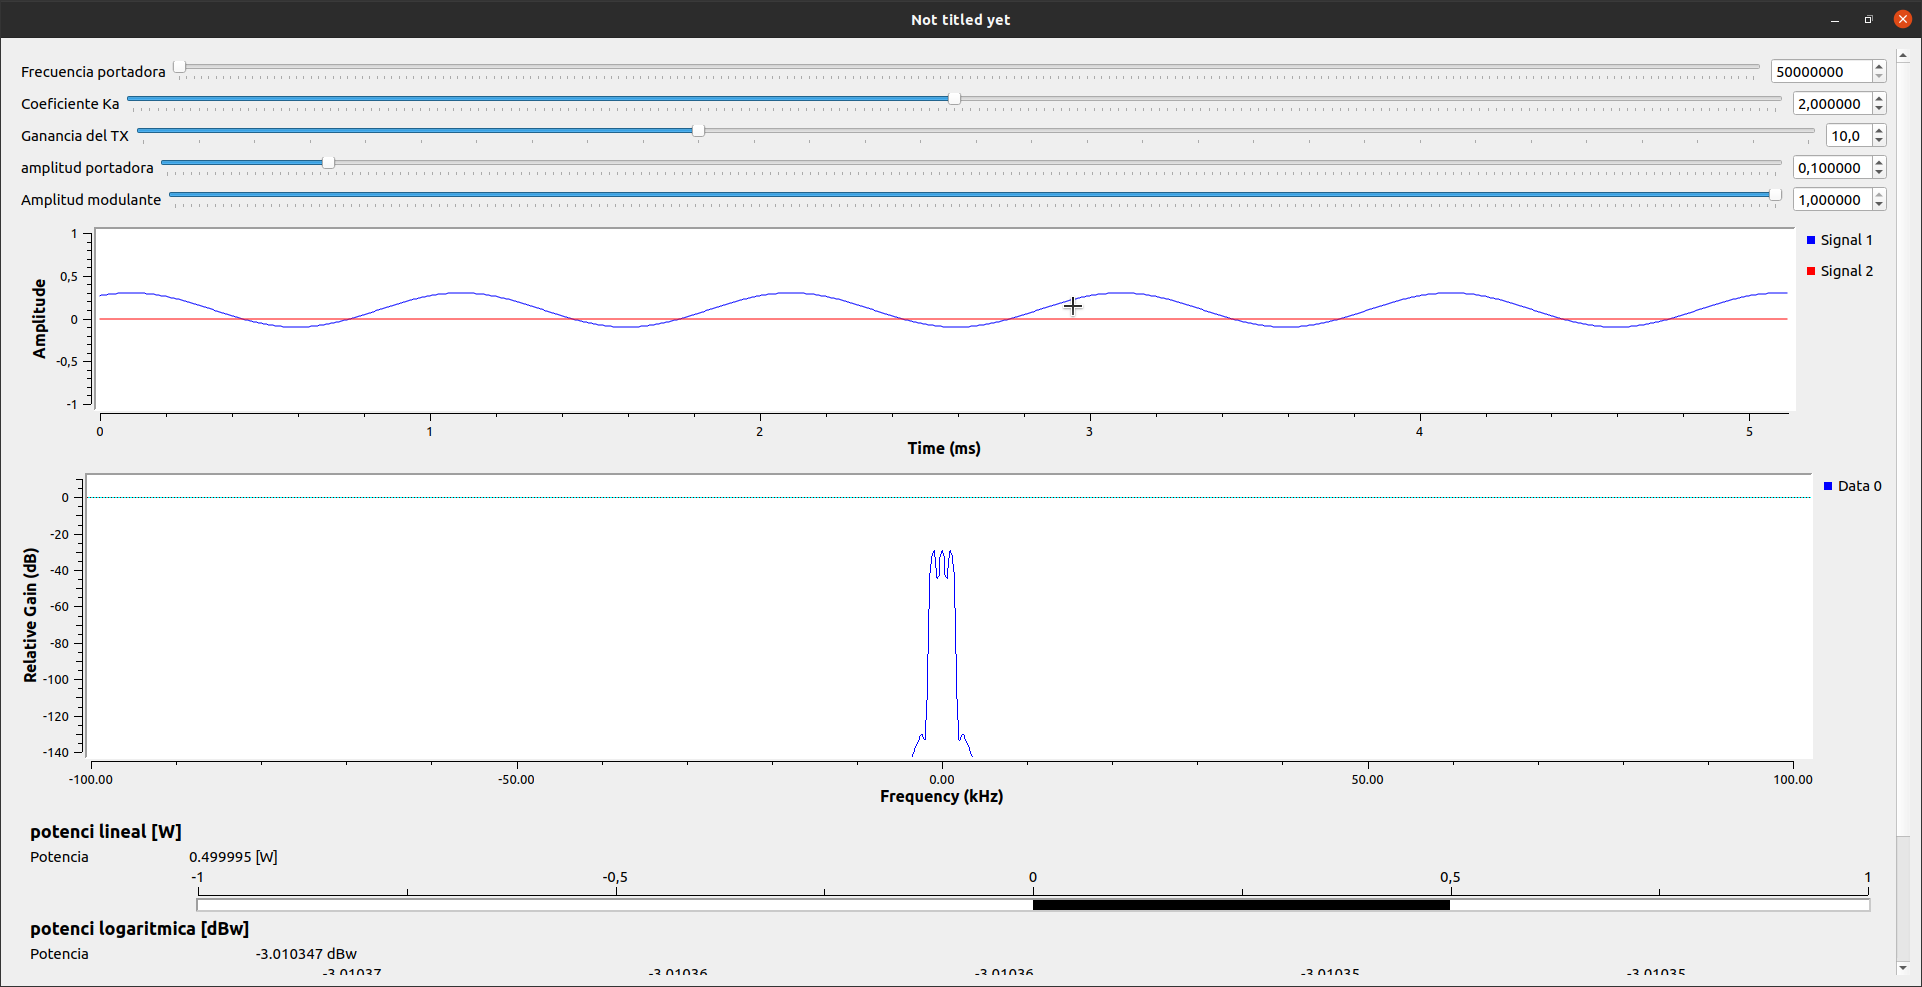 Not titled yet
Frecuencia portadora 50000000
Coeficiente Ka 2,000000
Ganancia del TX 10,0
amplitud portadora 0,100000
Amplitud modulante 1,000000
1
0,5
0
-0,5
-1
Amplitude
Signal 1
Signal 2
0 1 2 3 4 5
Time (ms)
0
-20
-40
-60
-80
-100
-120
-140
Relative Gain (dB)
Data 0
-100.00 -50.00 0.00 50.00 100.00
Frequency (kHz)
potenci lineal [W]
Potencia 0.499995 [W]
-1 -0,5 0 0,5 1
potenci logaritmica [dBw]
Potencia -3.010347 dBw
-3.01037 -3.01036 -3.01036 -3.01035 -3.01035